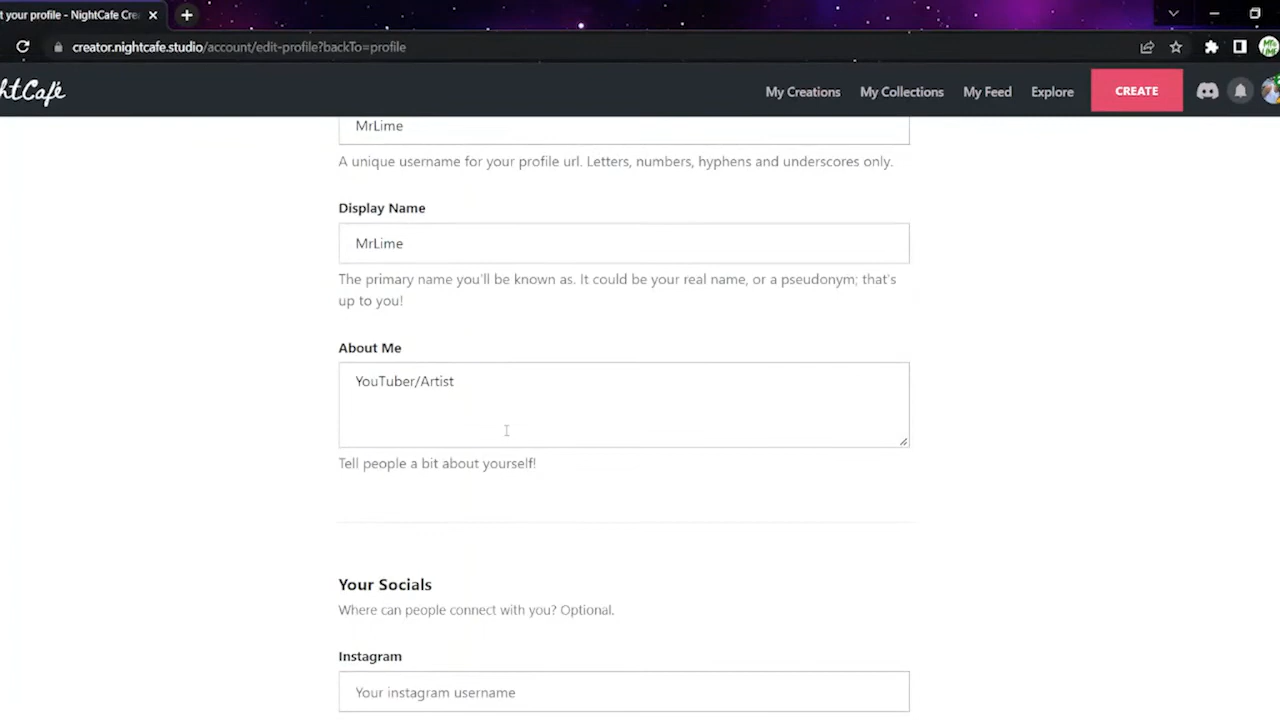 t your profile - NightCafe Cre
creator.nightcafe.studio/account/edit-profile?backTo=profile
htCafé
My Creations
My Collections
My Feed
Explore
CREATE
MrLime
A unique username for your profile url. Letters, numbers, hyphens and underscores only.
Display Name
MrLime
The primary name you'll be known as. It could be your real name, or a pseudonym; that's
up to you!
About Me
YouTuber/Artist
Tell people a bit about yourself!
Your Socials
Where can people connect with you? Optional.
Instagram
Your instagram username